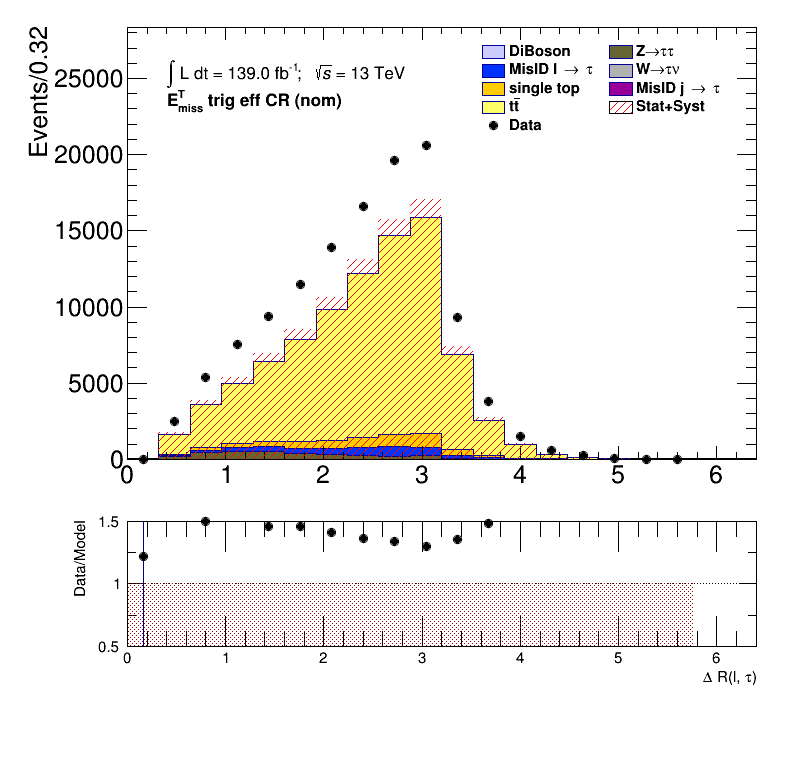 Events/0.32
∫ L dt = 139.0 fb⁻¹; √s = 13 TeV
E^T_miss trig eff CR (nom)
DiBoson
Z→ττ
MisID l → τ
W→τν
single top
MisID j → τ
tt̄
Stat+Syst
Data
25000
20000
15000
10000
5000
0
0 1 2 3 4 5 6
Data/Model
1.5
1
0.5
0 1 2 3 4 5 6
Δ R(l, τ)